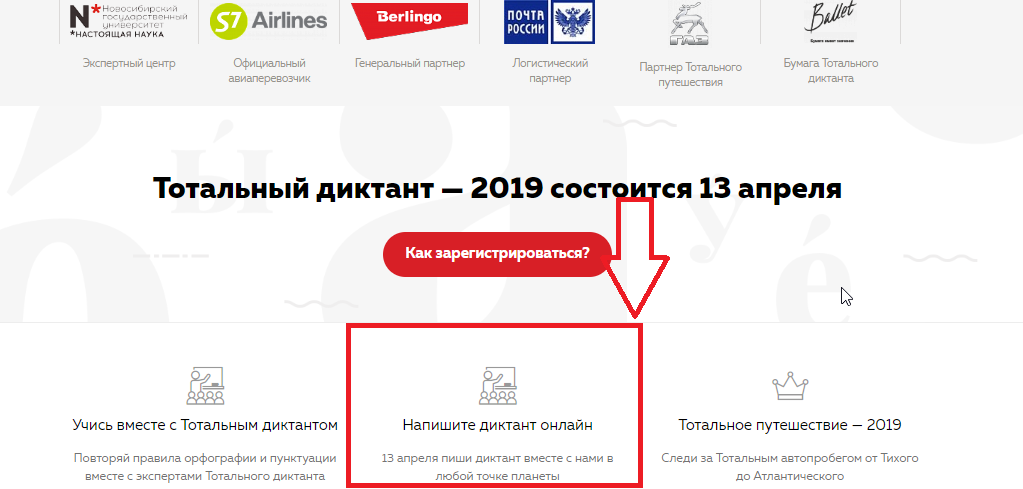 Новосибирский
государственный
университет
*НАСТОЯЩАЯ НАУКА
S7 Airlines
Berlingo
ПОЧТА
РОССИИ
ГАЗ
Ballet
Бумага имеет значение
Экспертный центр
Официальный
авиаперевозчик
Генеральный партнер
Логистический
партнер
Партнер Тотального
путешествия
Бумага Тотального
диктанта
Тотальный диктант — 2019 состоится 13 апреля
Как зарегистрироваться?
Учись вместе с Тотальным диктантом
Повторяй правила орфографии и пунктуации
вместе с экспертами Тотального диктанта
Напишите диктант онлайн
13 апреля пиши диктант вместе с нами в
любой точке планеты
Тотальное путешествие — 2019
Следи за Тотальным автопробегом от Тихого
до Атлантического